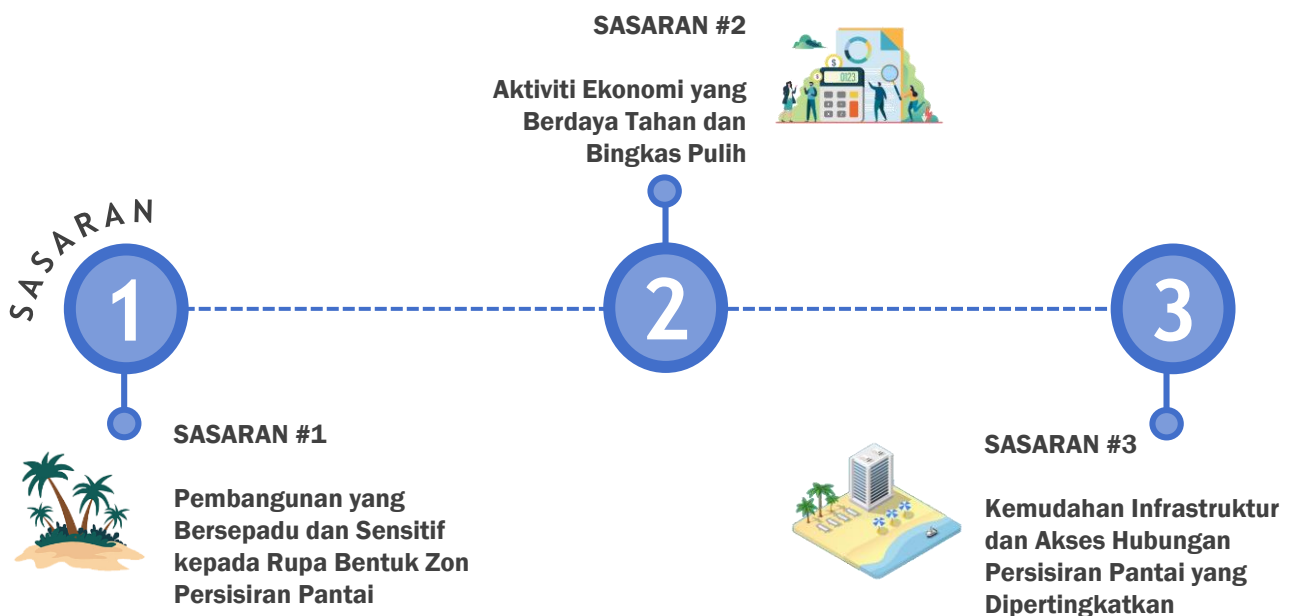 SASARAN #2
Aktiviti Ekonomi yang
Berdaya Tahan dan
Bingkas Pulih
0123
SASARAN
1
2
3
SASARAN #1
Pembangunan yang
Bersepadu dan Sensitif
kepada Rupa Bentuk Zon
Persisiran Pantai
SASARAN #3
Kemudahan Infrastruktur
dan Akses Hubungan
Persisiran Pantai yang
Dipertingkatkan